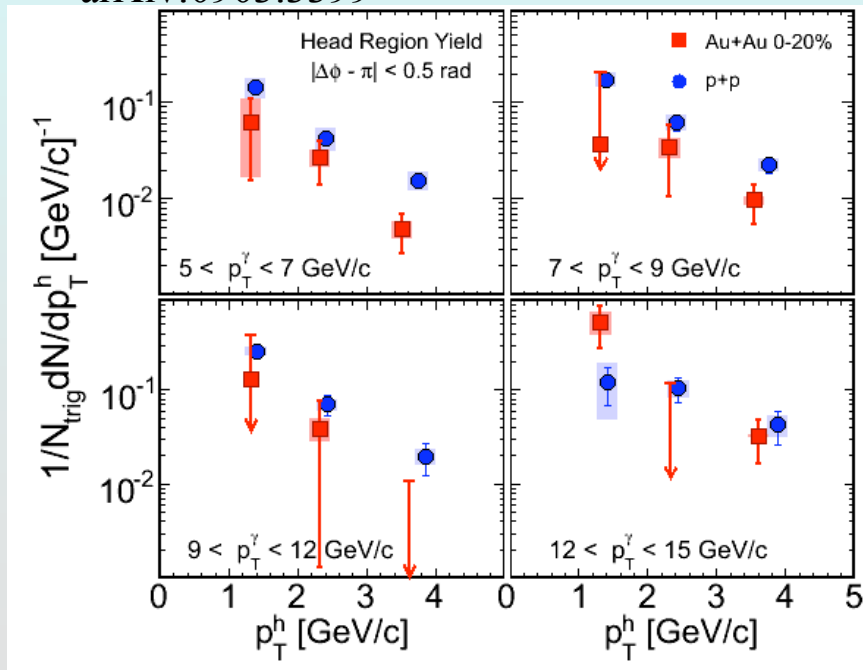 Head Region Yield
|Δϕ - π| < 0.5 rad
Au+Au 0-20%
p+p
1/N_trig dN/dp_T^h [GeV/c]^-1
10^-1
10^-2
5 < p_T^γ < 7 GeV/c
7 < p_T^γ < 9 GeV/c
10^-1
10^-2
9 < p_T^γ < 12 GeV/c
12 < p_T^γ < 15 GeV/c
0 1 2 3 4 0 1 2 3 4 5
p_T^h [GeV/c]
p_T^h [GeV/c]